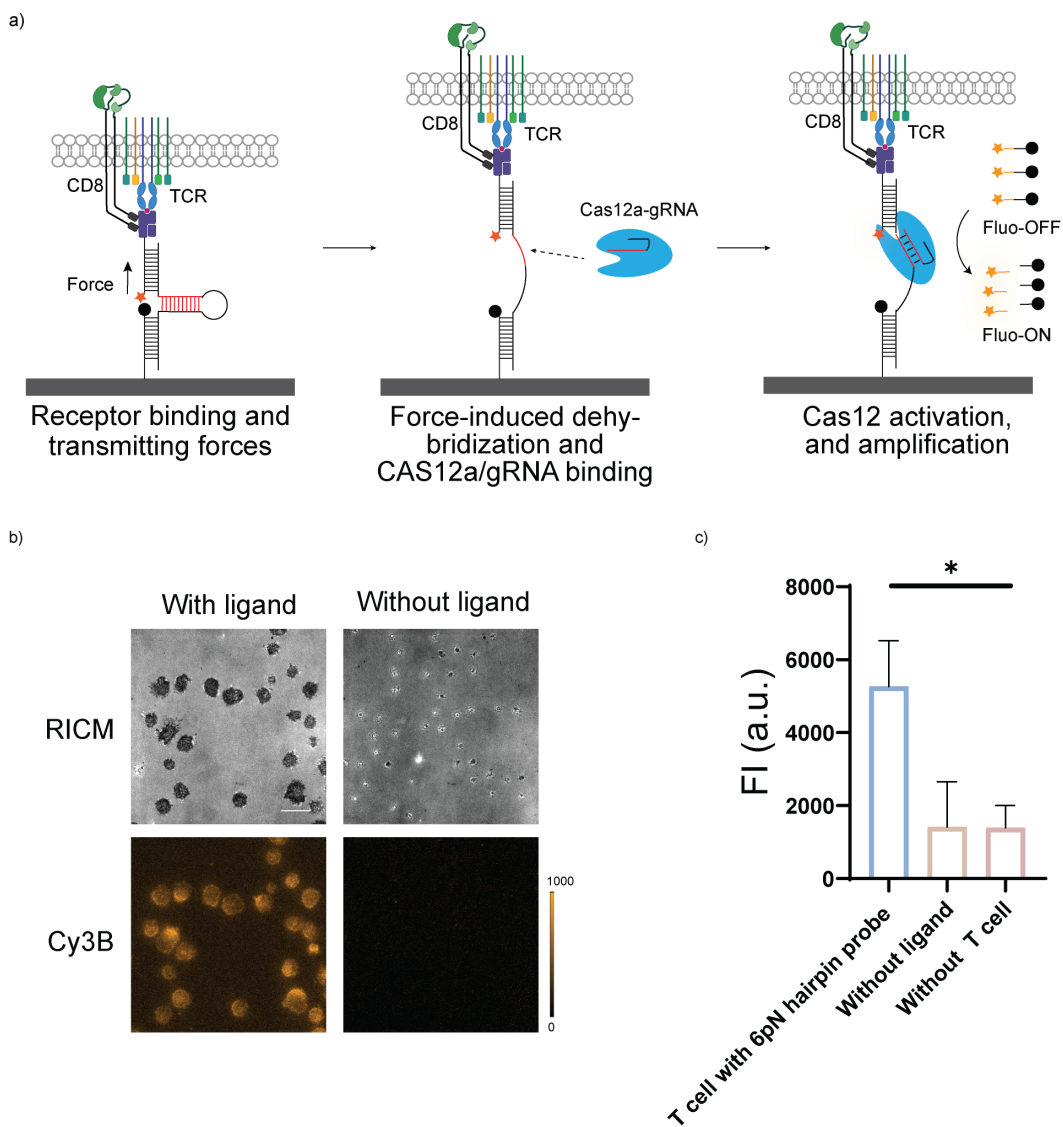 a)
CD8
TCR
Force
Receptor binding and
transmitting forces
CD8
TCR
Cas12a-gRNA
Force-induced dehy-
bridization and
CAS12a/gRNA binding
CD8
TCR
Fluo-OFF
Fluo-ON
Cas12 activation,
and amplification
b)
With ligand
Without ligand
RICM
Cy3B
1000
0
c)
*
8000
6000
4000
2000
0
FI (a.u.)
T cell with 6pN hairpin probe
Without ligand
Without T cell